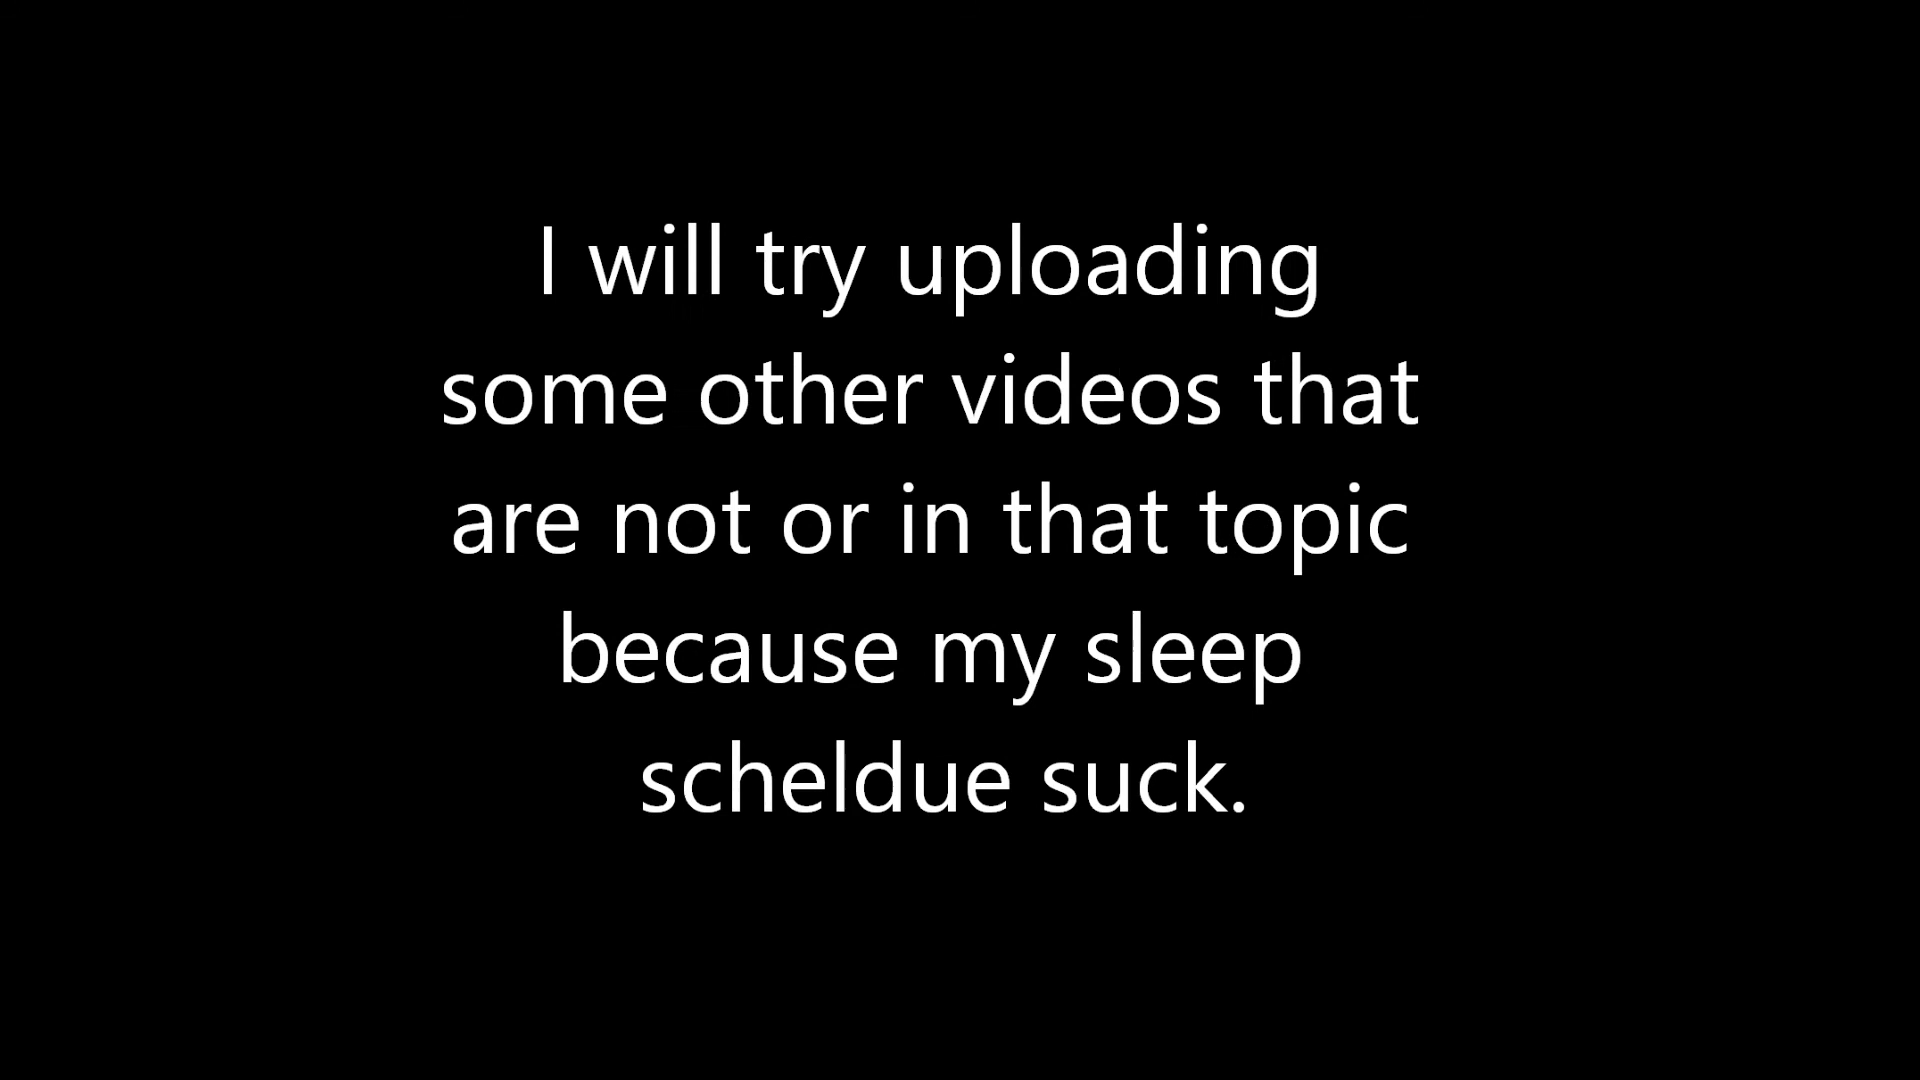 I will try uploading
some other videos that
are not or in that topic
because my sleep
scheldue suck.